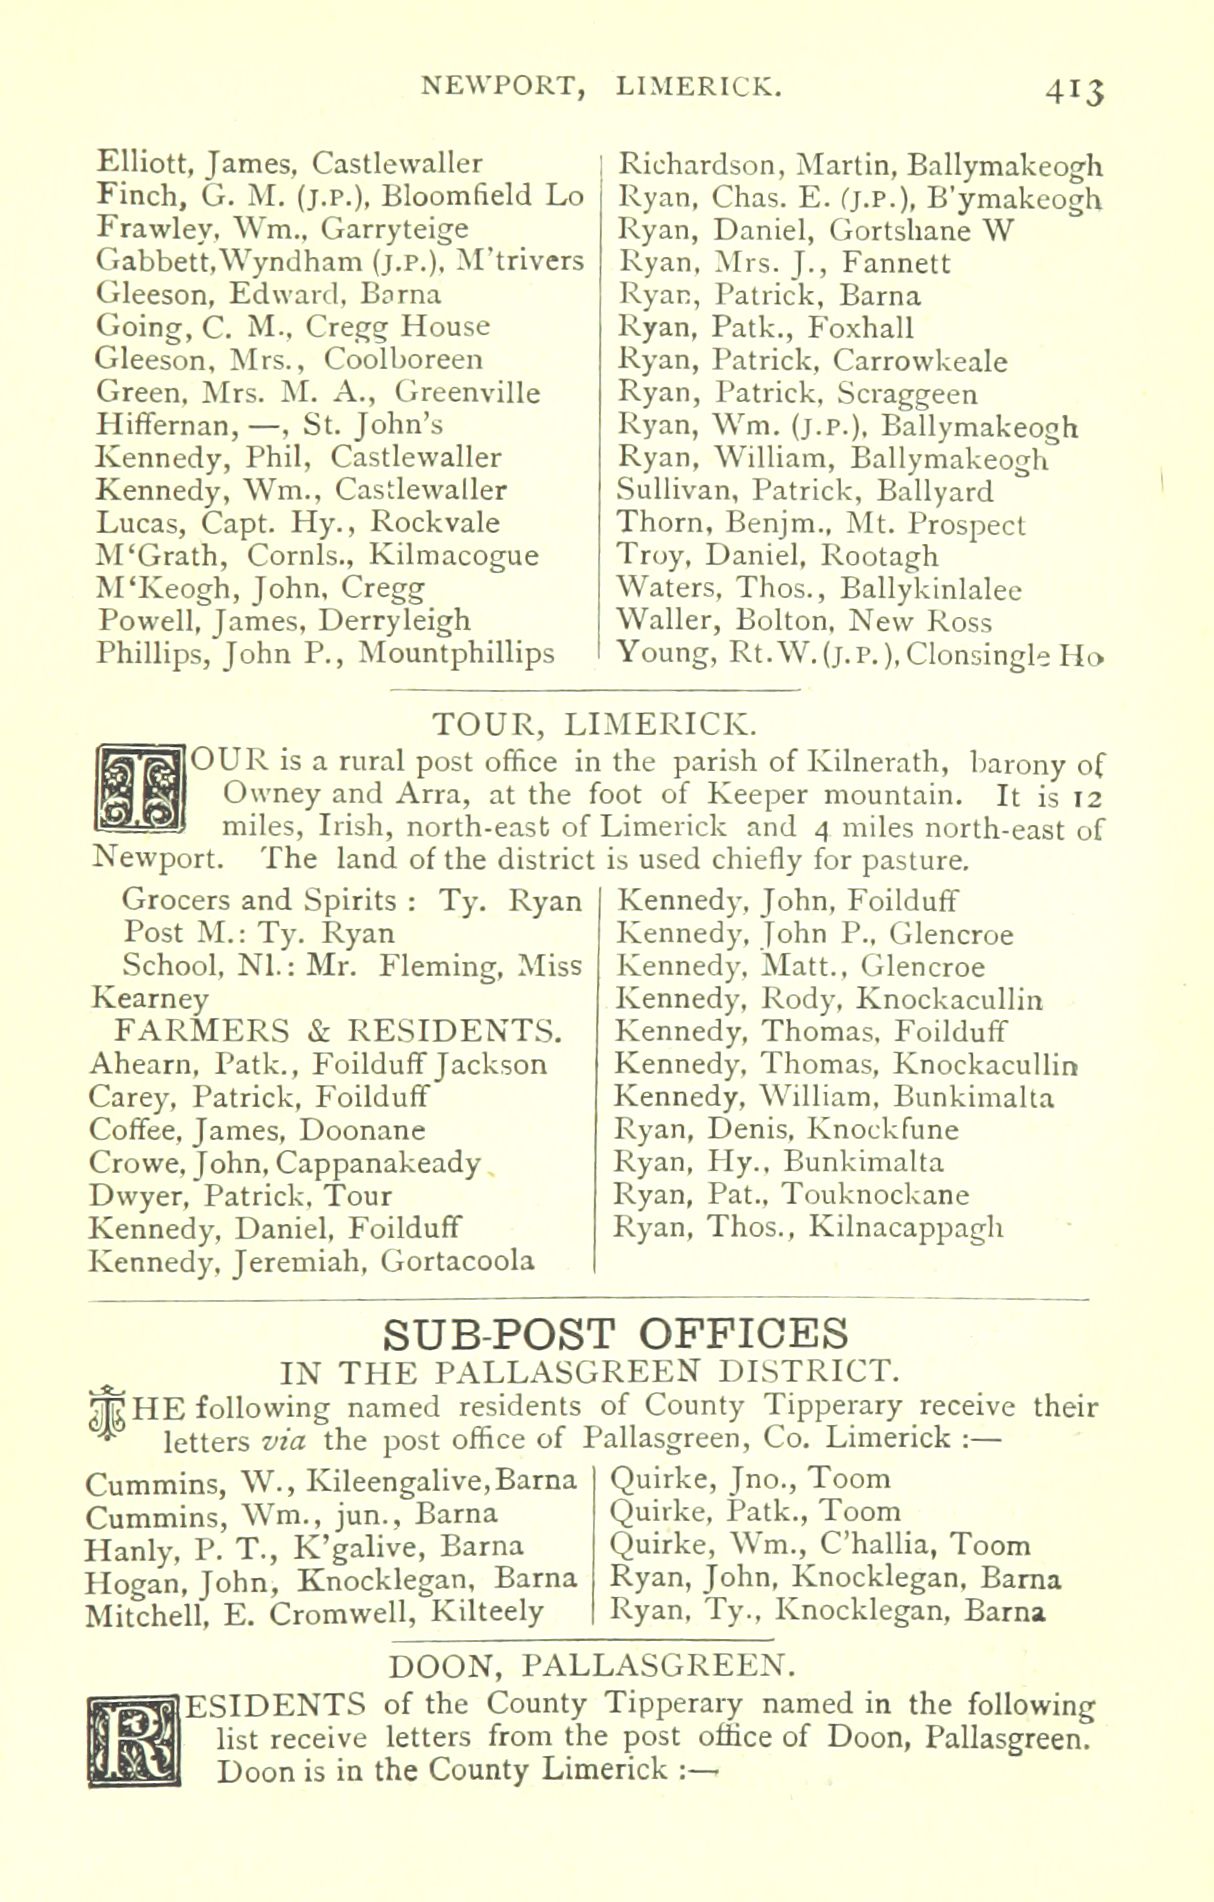 NEWPORT, LIMERICK. 413
Elliott, James, Castlewaller
Finch, G. M. (J.P.), Bloomfield Lo
Frawley, Wm., Garryteige
Gabbett, Wyndham (J.P.), M'trivers
Gleeson, Edward, Barna
Going, C. M., Cregg House
Gleeson, Mrs., Coolboreen
Green, Mrs. M. A., Greenville
Hiffernan, —, St. John's
Kennedy, Phil, Castlewaller
Kennedy, Wm., Castlewaller
Lucas, Capt. Hy., Rockvale
M‘Grath, Cornls., Kilmacogue
M‘Keogh, John, Cregg
Powell, James, Derryleigh
Phillips, John P., Mountphillips
Richardson, Martin, Ballymakeogh
Ryan, Chas. E. (J.P.), B'ymakeogh
Ryan, Daniel, Gortshane W
Ryan, Mrs. J., Fannett
Ryan, Patrick, Barna
Ryan, Patk., Foxhall
Ryan, Patrick, Carrowkeale
Ryan, Patrick, Scraggeen
Ryan, Wm. (J.P.), Ballymakeogh
Ryan, William, Ballymakeogh
Sullivan, Patrick, Ballyard
Thorn, Benjm., Mt. Prospect
Troy, Daniel, Rootagh
Waters, Thos., Ballykinlalee
Waller, Bolton, New Ross
Young, Rt. W. (J.P.), Clonsingle Ho
TOUR, LIMERICK.
TOUR is a rural post office in the parish of Kilnerath, barony of
Owney and Arra, at the foot of Keeper mountain. It is 12
miles, Irish, north-east of Limerick and 4 miles north-east of
Newport. The land of the district is used chiefly for pasture.
Grocers and Spirits : Ty. Ryan
Post M.: Ty. Ryan
School, Nl.: Mr. Fleming, Miss
Kearney
FARMERS & RESIDENTS.
Ahearn, Patk., Foilduff Jackson
Carey, Patrick, Foilduff
Coffee, James, Doonane
Crowe, John, Cappanakeady
Dwyer, Patrick, Tour
Kennedy, Daniel, Foilduff
Kennedy, Jeremiah, Gortacoola
Kennedy, John, Foilduff
Kennedy, John P., Glencroe
Kennedy, Matt., Glencroe
Kennedy, Rody, Knockacullin
Kennedy, Thomas, Foilduff
Kennedy, Thomas, Knockacullin
Kennedy, William, Bunkimalta
Ryan, Denis, Knockfune
Ryan, Hy., Bunkimalta
Ryan, Pat., Touknockane
Ryan, Thos., Kilnacappagh
SUB-POST OFFICES
IN THE PALLASGREEN DISTRICT.
THE following named residents of County Tipperary receive their
letters via the post office of Pallasgreen, Co. Limerick :—
Cummins, W., Kileengalive, Barna
Cummins, Wm., jun., Barna
Hanly, P. T., K'galive, Barna
Hogan, John, Knocklegan, Barna
Mitchell, E. Cromwell, Kilteely
Quirke, Jno., Toom
Quirke, Patk., Toom
Quirke, Wm., C'hallia, Toom
Ryan, John, Knocklegan, Barna
Ryan, Ty., Knocklegan, Barna
DOON, PALLASGREEN.
RESIDENTS of the County Tipperary named in the following
list receive letters from the post office of Doon, Pallasgreen.
Doon is in the County Limerick :—